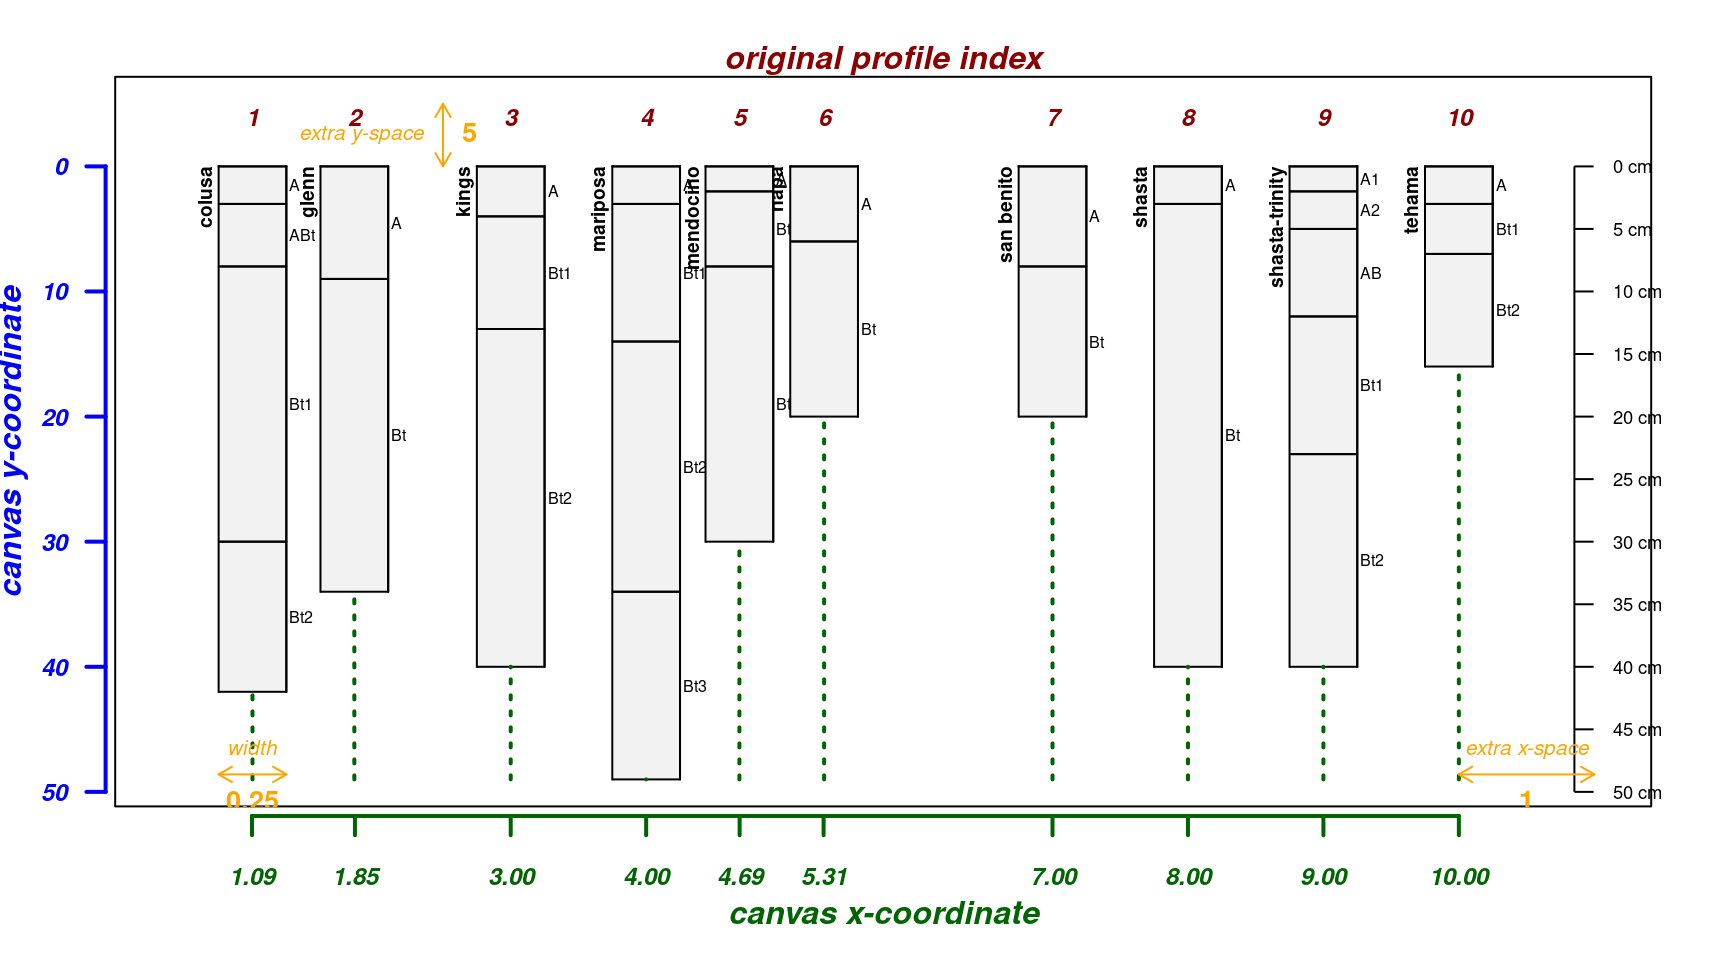 original profile index
1 2 3 4 5 6 7 8 9 10
extra y-space 5
canvas y-coordinate
0
10
20
30
40
50
colusa
A
ABt
Bt1
Bt2
glenn
A
Bt
kings
A
Bt1
Bt2
mariposa
A
Bt1
Bt2
Bt3
mendocino
Bt
Bt
napa
A
Bt
san benito
A
Bt
shasta
A
Bt
shasta-trinity
A1
A2
AB
Bt1
Bt2
tehama
A
Bt1
Bt2
0 cm
5 cm
10 cm
15 cm
20 cm
25 cm
30 cm
35 cm
40 cm
45 cm
50 cm
width
0.25
extra x-space
1
1.09 1.85 3.00 4.00 4.69 5.31 7.00 8.00 9.00 10.00
canvas x-coordinate